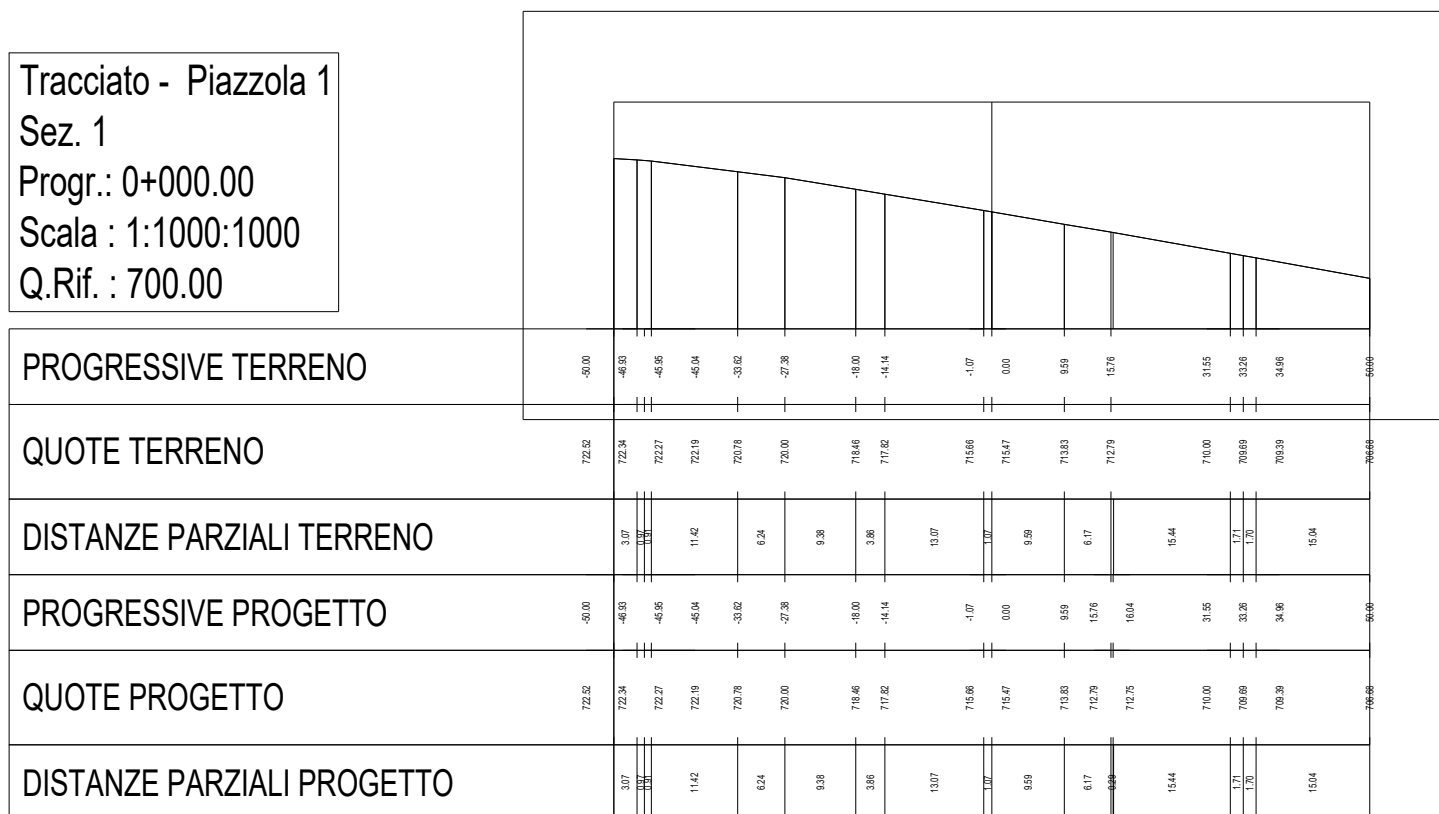 Tracciato - Piazzola 1
Sez. 1
Progr.: 0+000.00
Scala : 1:1000:1000
Q.Rif. : 700.00
PROGRESSIVE TERRENO -50.00 -46.93 -45.95 -45.04 -33.62 -27.38 -18.00 -14.14 -1.07 0.00 9.59 15.76 31.55 33.26 34.96 50.00
QUOTE TERRENO 722.52 722.34 722.27 722.19 720.78 720.00 718.46 717.82 715.66 715.47 713.83 712.79 710.00 709.69 709.39 706.68
DISTANZE PARZIALI TERRENO 3.07 0.97 0.91 11.42 6.24 9.38 3.86 13.07 1.07 9.59 6.17 15.44 1.71 1.70 15.04
PROGRESSIVE PROGETTO -50.00 -46.93 -45.95 -45.04 -33.62 -27.38 -18.00 -14.14 -1.07 0.00 9.59 15.76 16.04 31.55 33.26 34.96 50.00
QUOTE PROGETTO 722.52 722.34 722.27 722.19 720.78 720.00 718.46 717.82 715.66 715.47 713.83 712.79 712.75 710.00 709.69 709.39 706.68
DISTANZE PARZIALI PROGETTO 3.07 0.97 0.91 11.42 6.24 9.38 3.86 13.07 1.07 9.59 6.17 0.29 15.44 1.71 1.70 15.04